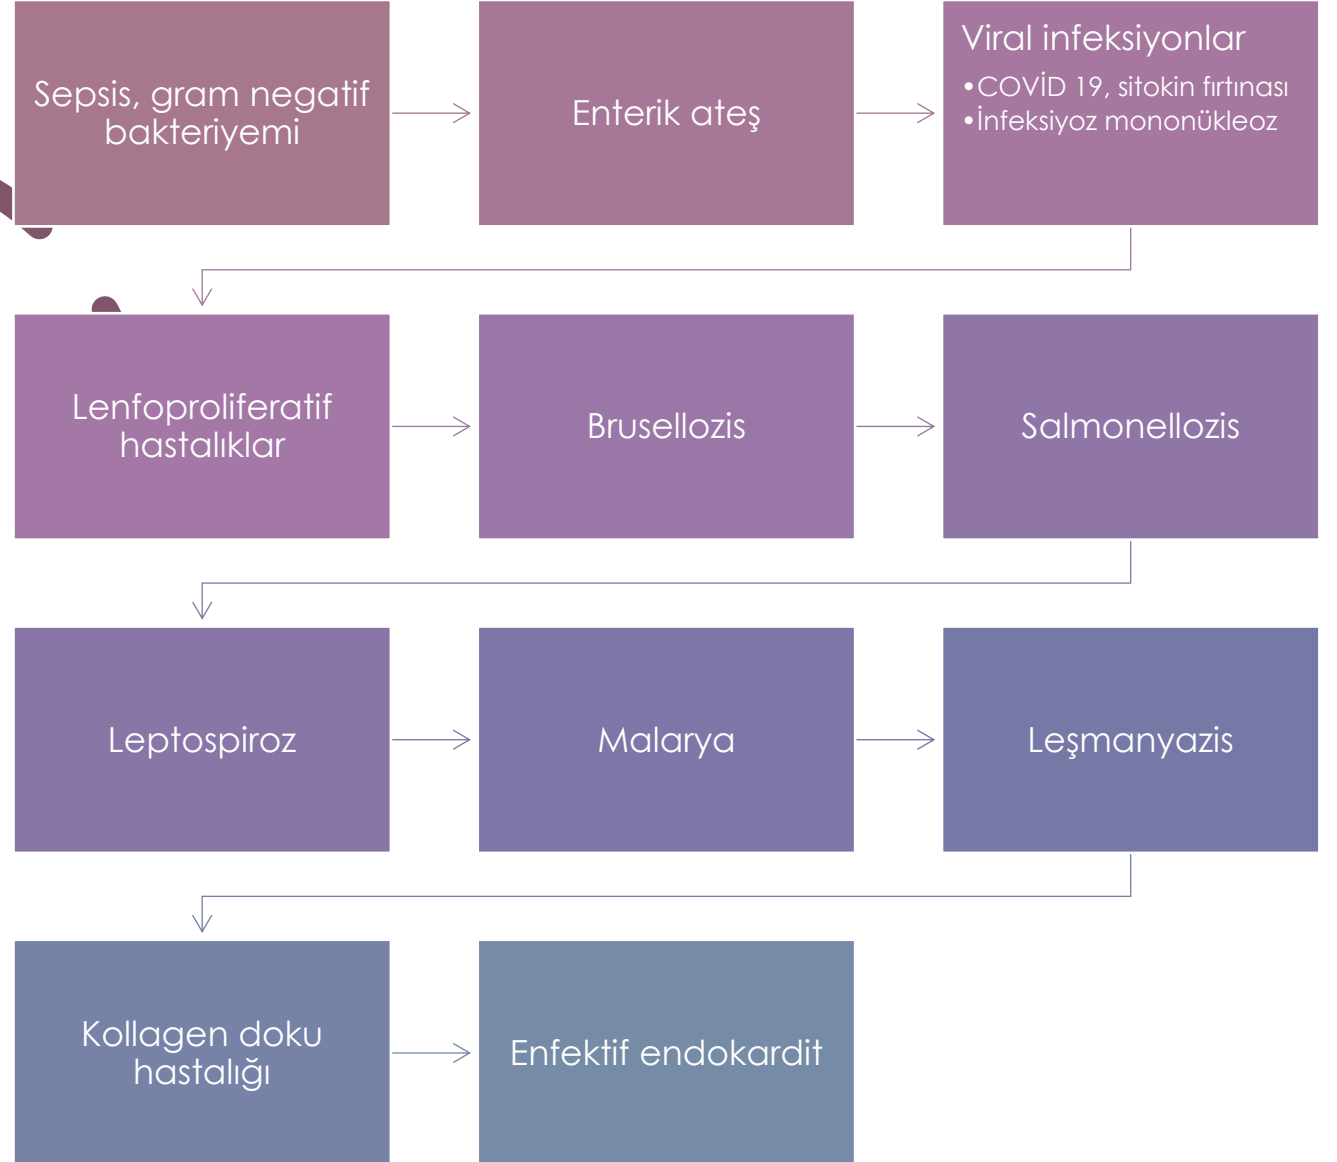 Sepsis, gram negatif
bakteriyemi
Enterik ateş
Viral infeksiyonlar
•COVİD 19, sitokin fırtınası
•İnfeksiyoz mononükleoz
Lenfoproliferatif
hastalıklar
Brusellozis
Salmonellozis
Leptospiroz
Malarya
Leşmanyazis
Kollagen doku
hastalığı
Enfektif endokardit